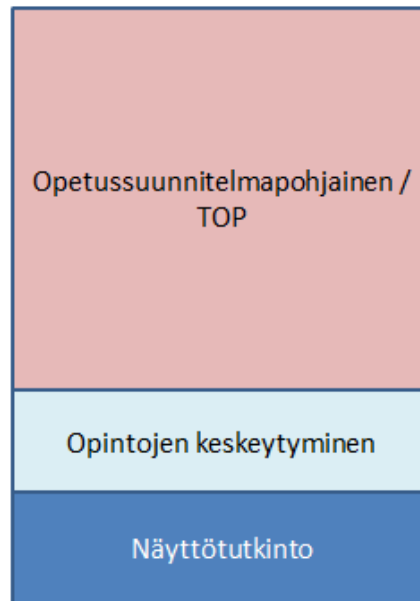 Opetussuunnitelmapohjainen /
TOP
Opintojen keskeytyminen
Näyttötutkinto